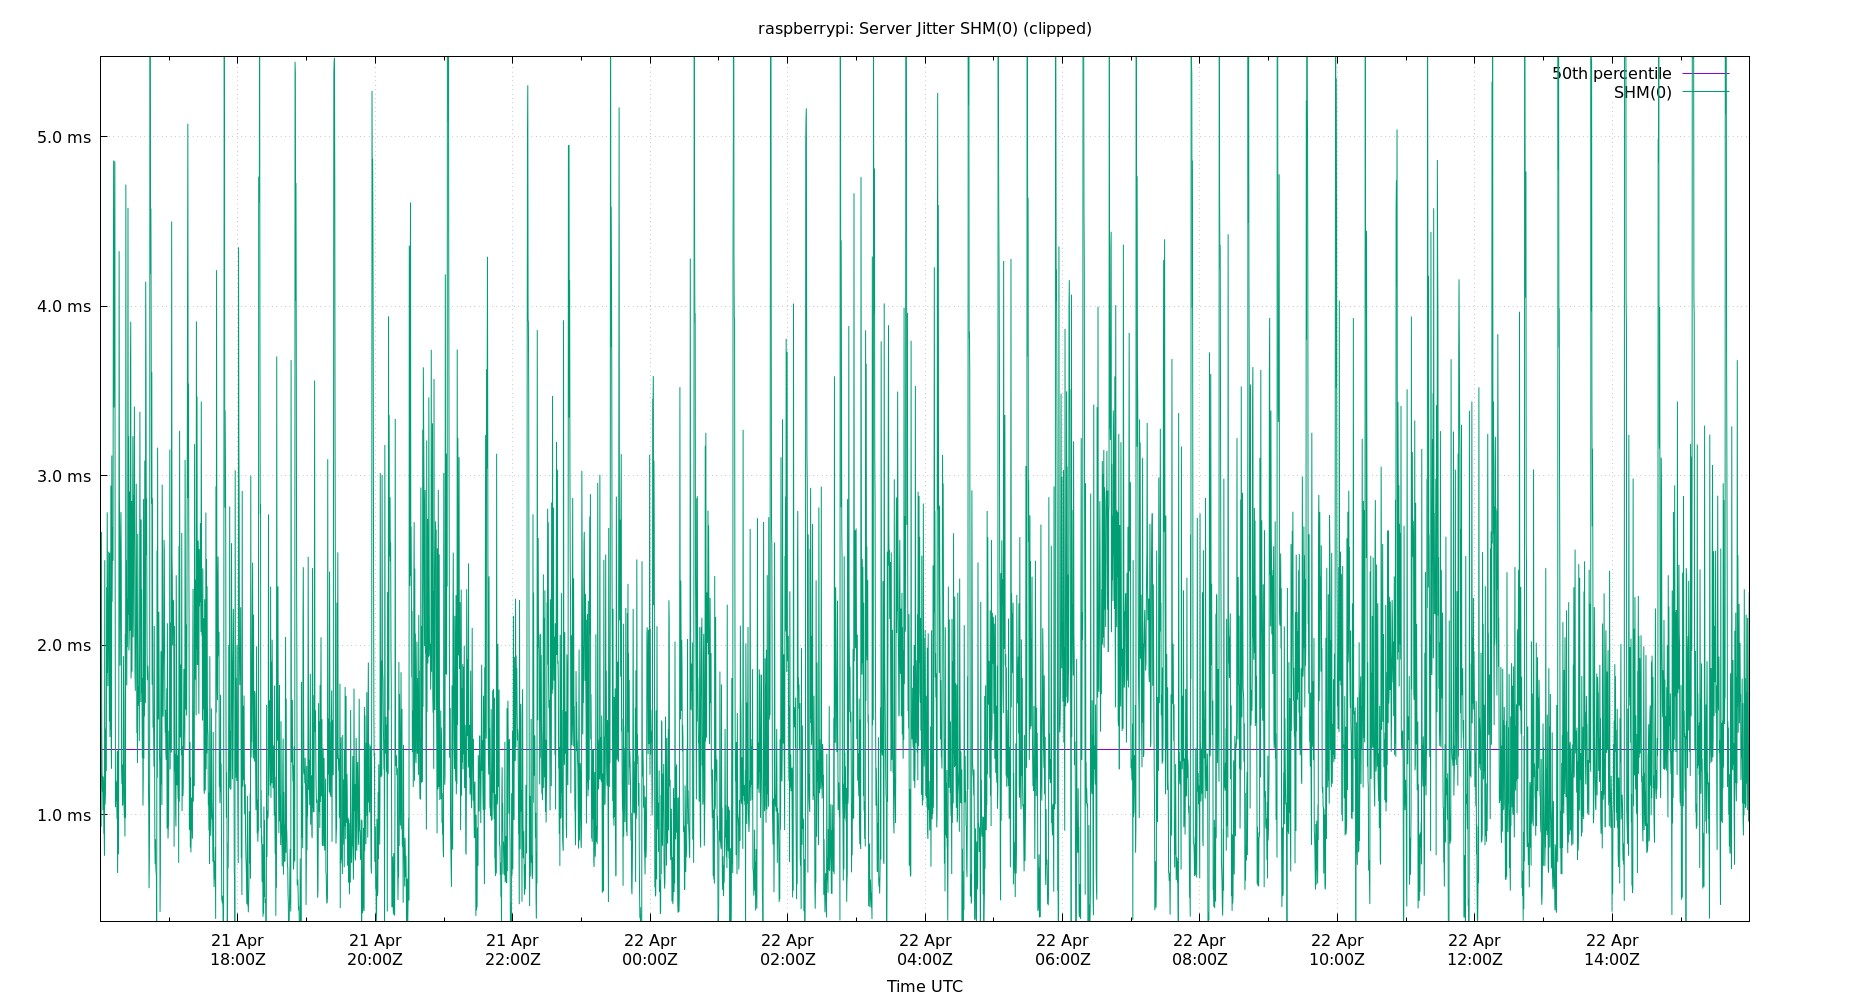 raspberrypi: Server Jitter SHM(0) (clipped)
50th percentile
SHM(0)
5.0 ms
4.0 ms
3.0 ms
2.0 ms
1.0 ms
21 Apr 21 Apr 21 Apr 22 Apr 22 Apr 22 Apr 22 Apr 22 Apr 22 Apr 22 Apr 22 Apr
18:00Z 20:00Z 22:00Z 00:00Z 02:00Z 04:00Z 06:00Z 08:00Z 10:00Z 12:00Z 14:00Z
Time UTC